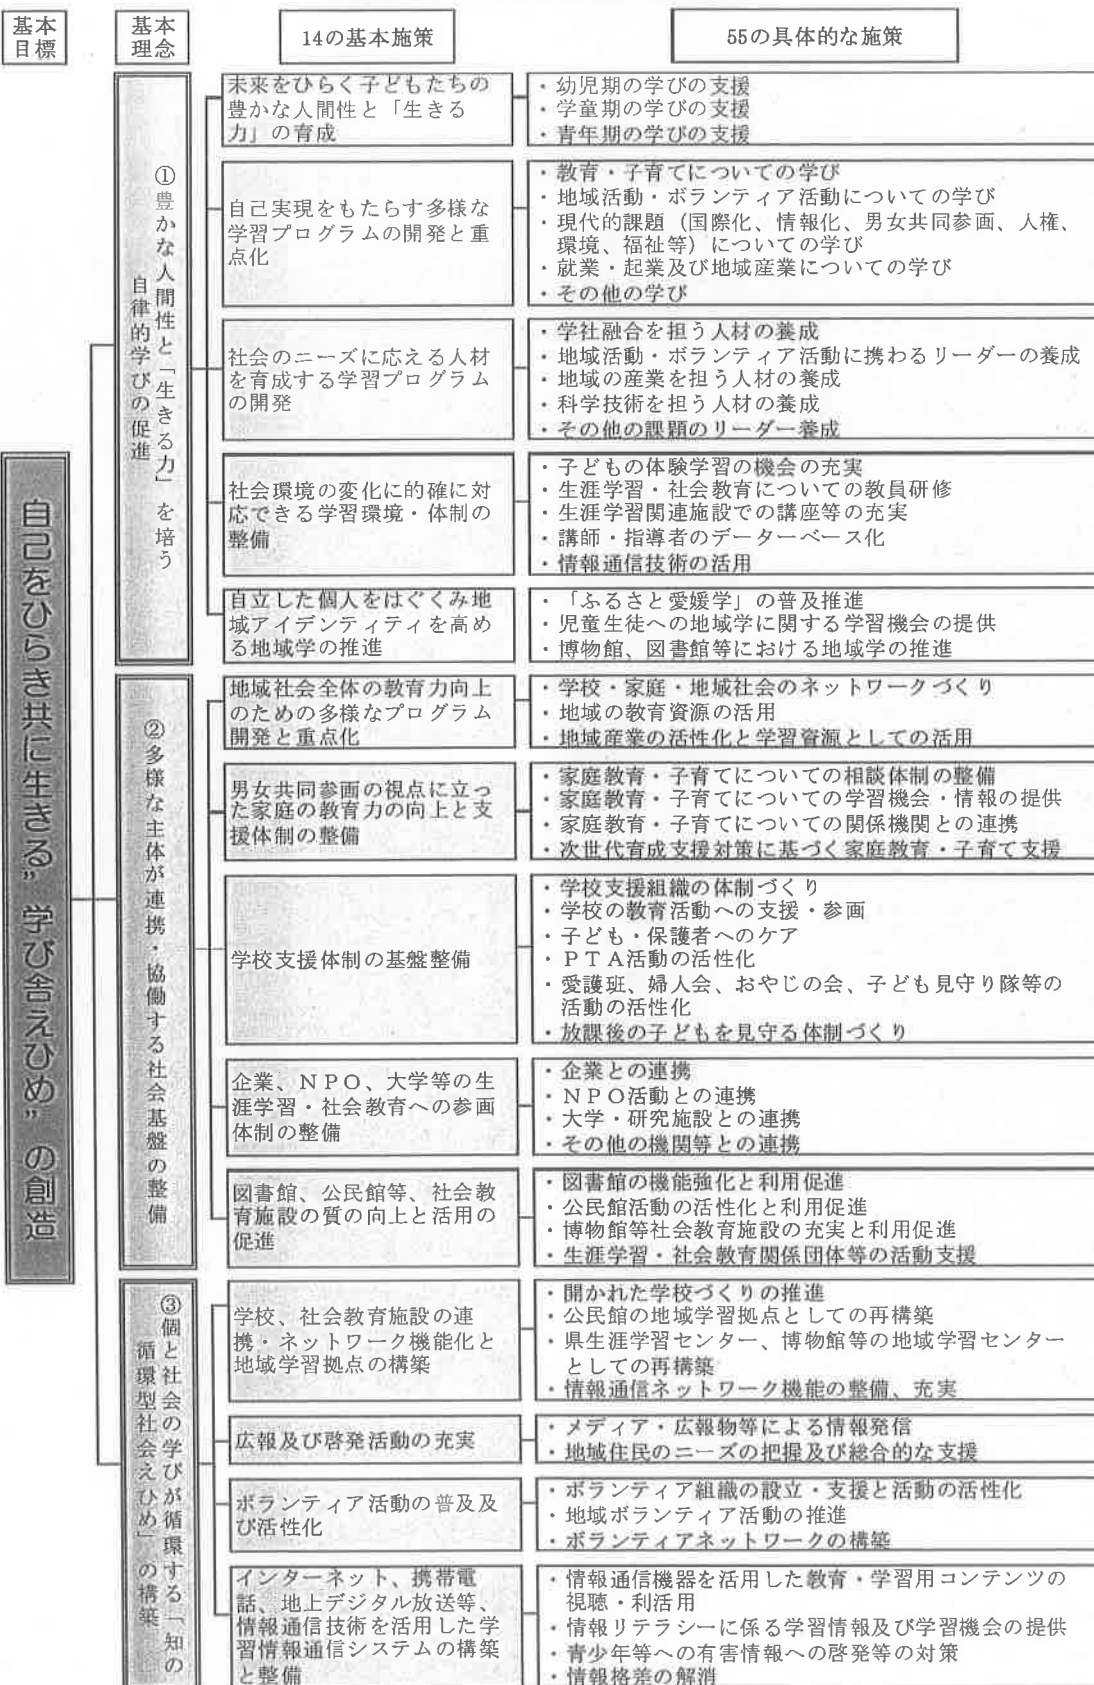 基本
目標
基本
理念
14の基本施策
55の具体的な施策
自己をひらき共に生きる”学び舎えひめ”の創造
①豊かな人間性と「生きる力」を培う
自律的学びの促進
未来をひらく子どもたちの
豊かな人間性と「生きる
力」の育成
・幼児期の学びの支援
・学童期の学びの支援
・青年期の学びの支援
自己実現をもたらす多様な
学習プログラムの開発と重
点化
・教育・子育てについての学び
・地域活動・ボランティア活動についての学び
・現代的課題（国際化、情報化、男女共同参画、人権、
環境、福祉等）についての学び
・就業・起業及び地域産業についての学び
・その他の学び
社会のニーズに応える人材
を育成する学習プログラム
の開発
・学社融合を担う人材の養成
・地域活動・ボランティア活動に携わるリーダーの養成
・地域の産業を担う人材の養成
・科学技術を担う人材の養成
・その他の課題のリーダー養成
社会環境の変化に的確に対
応できる学習環境・体制の
整備
・子どもの体験学習の機会の充実
・生涯学習・社会教育についての教員研修
・生涯学習関連施設での講座等の充実
・講師・指導者のデーターベース化
・情報通信技術の活用
自立した個人をはぐくみ地
域アイデンティティを高め
る地域学の推進
・「ふるさと愛媛学」の普及推進
・児童生徒への地域学に関する学習機会の提供
・博物館、図書館等における地域学の推進
②多様な主体が連携・協働する社会基盤の整備
地域社会全体の教育力向上
のための多様なプログラム
開発と重点化
・学校・家庭・地域社会のネットワークづくり
・地域の教育資源の活用
・地域産業の活性化と学習資源としての活用
男女共同参画の視点に立っ
た家庭の教育力の向上と支
援体制の整備
・家庭教育・子育てについての相談体制の整備
・家庭教育・子育てについての学習機会・情報の提供
・家庭教育・子育てについての関係機関との連携
・次世代育成支援対策に基づく家庭教育・子育て支援
学校支援体制の基盤整備
・学校支援組織の体制づくり
・学校の教育活動への支援・参画
・子ども・保護者へのケア
・ＰＴＡ活動の活性化
・愛護班、婦人会、おやじの会、子ども見守り隊等の
活動の活性化
・放課後の子どもを見守る体制づくり
企業、ＮＰＯ、大学等の生
涯学習・社会教育への参画
体制の整備
・企業との連携
・ＮＰＯ活動との連携
・大学・研究施設との連携
・その他の機関等との連携
図書館、公民館等、社会教
育施設の質の向上と活用の
促進
・図書館の機能強化と利用促進
・公民館活動の活性化と利用促進
・博物館等社会教育施設の充実と利用促進
・生涯学習・社会教育関係団体等の活動支援
③個と社会の学びが循環する「知の
循環型社会えひめ」の構築
学校、社会教育施設の連
携・ネットワーク機能化と
地域学習拠点の構築
・開かれた学校づくりの推進
・公民館の地域学習拠点としての再構築
・県生涯学習センター、博物館等の地域学習センター
としての再構築
・情報通信ネットワーク機能の整備、充実
広報及び啓発活動の充実
・メディア・広報物等による情報発信
・地域住民のニーズの把握及び総合的な支援
ボランティア活動の普及及
び活性化
・ボランティア組織の設立・支援と活動の活性化
・地域ボランティア活動の推進
・ボランティアネットワークの構築
インターネット、携帯電
話、地上デジタル放送等、
情報通信技術を活用した学
習情報通信システムの構築
と整備
・情報通信機器を活用した教育・学習用コンテンツの
視聴・利活用
・情報リテラシーに係る学習情報及び学習機会の提供
・青少年等への有害情報への啓発等の対策
・情報格差の解消